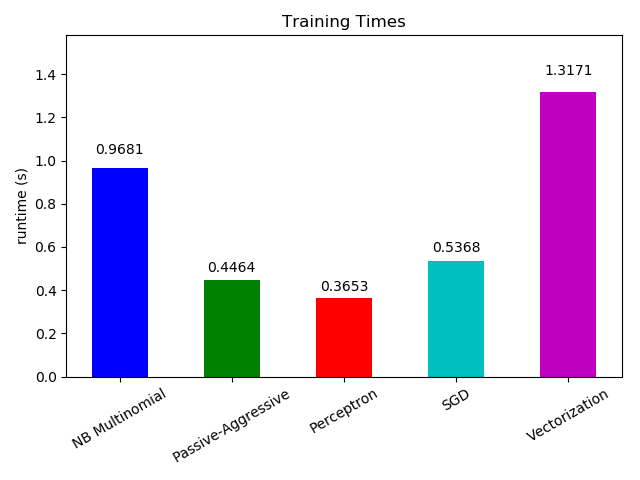 Training Times
runtime (s)
1.4
1.2
1.0
0.8
0.6
0.4
0.2
0.0
0.9681
0.4464
0.3653
0.5368
1.3171
NB Multinomial
Passive-Aggressive
Perceptron
SGD
Vectorization